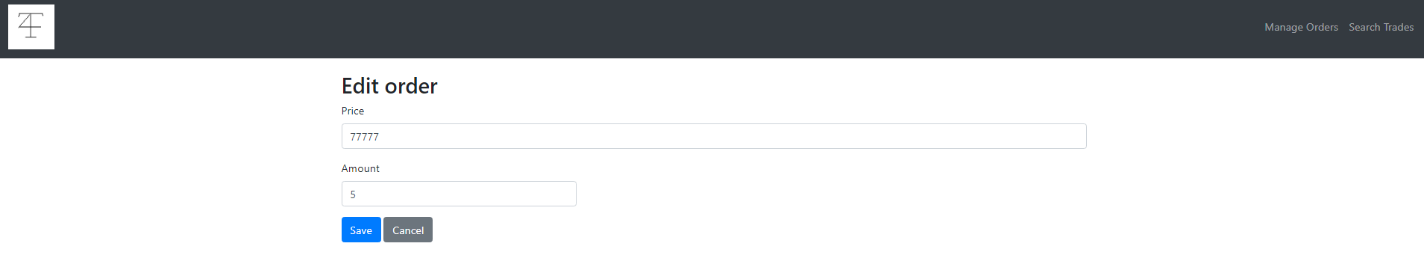 Manage Orders Search Trades
Edit order
Price
77777
Amount
5
Save Cancel